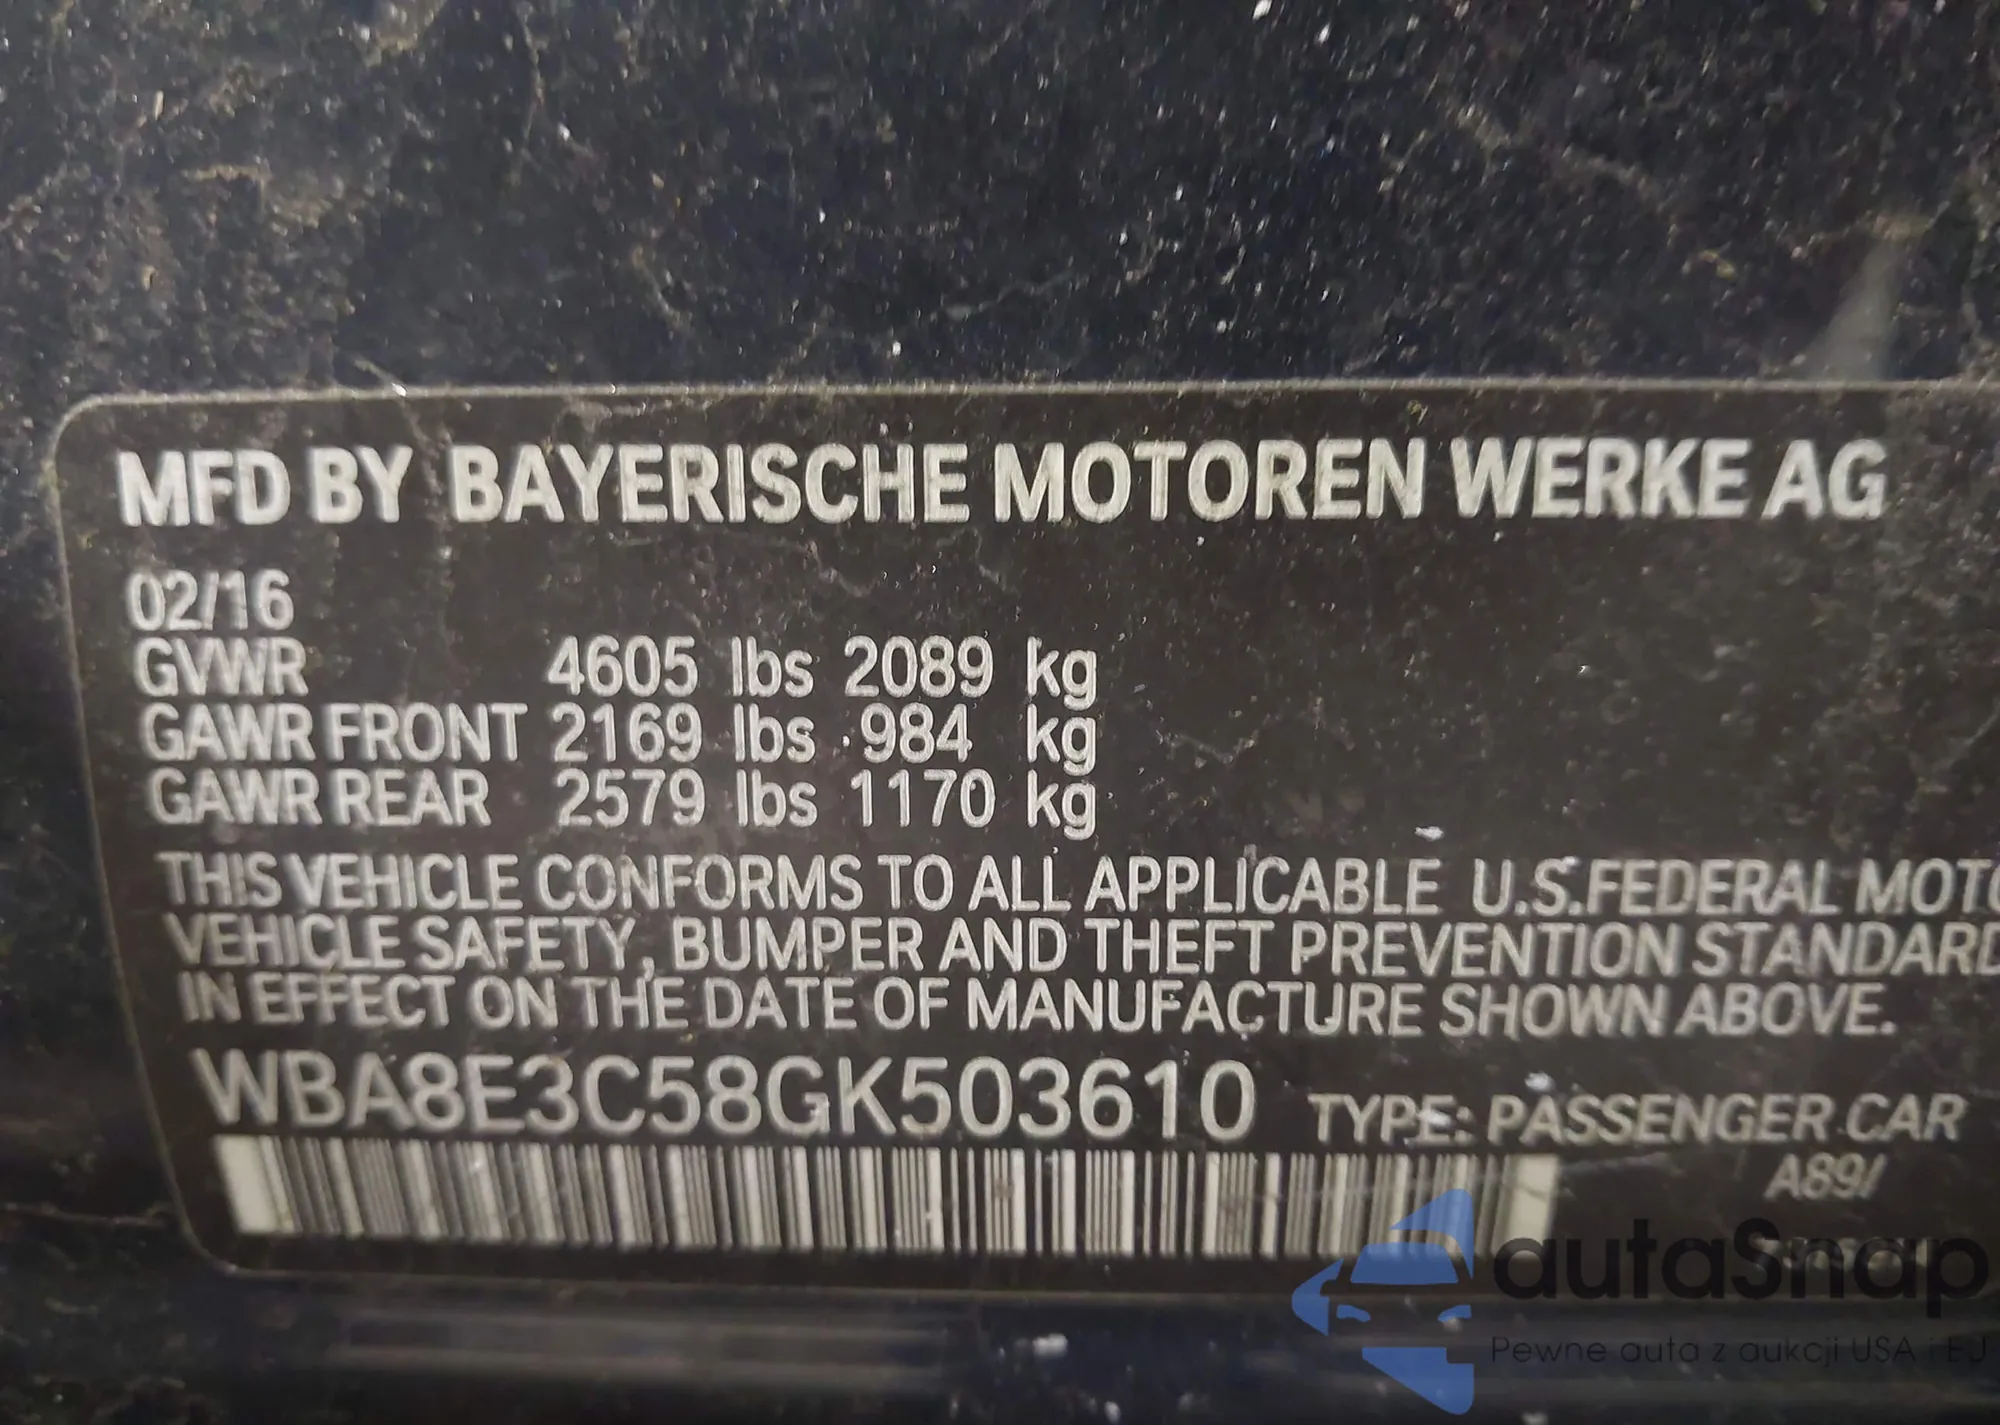 MFD BY BAYERISCHE MOTOREN WERKE AG
02/16
GVWR 4605 lbs 2089 kg
GAWR FRONT 2169 lbs 984 kg
GAWR REAR 2579 lbs 1170 kg
THIS VEHICLE CONFORMS TO ALL APPLICABLE U.S.FEDERAL MOTO
VEHICLE SAFETY, BUMPER AND THEFT PREVENTION STANDARD
IN EFFECT ON THE DATE OF MANUFACTURE SHOWN ABOVE.
WBA8E3C58GK503610 TYPE: PASSENGER CAR
A89/
autaSnap
Pewne auta z aukcji USA i EU